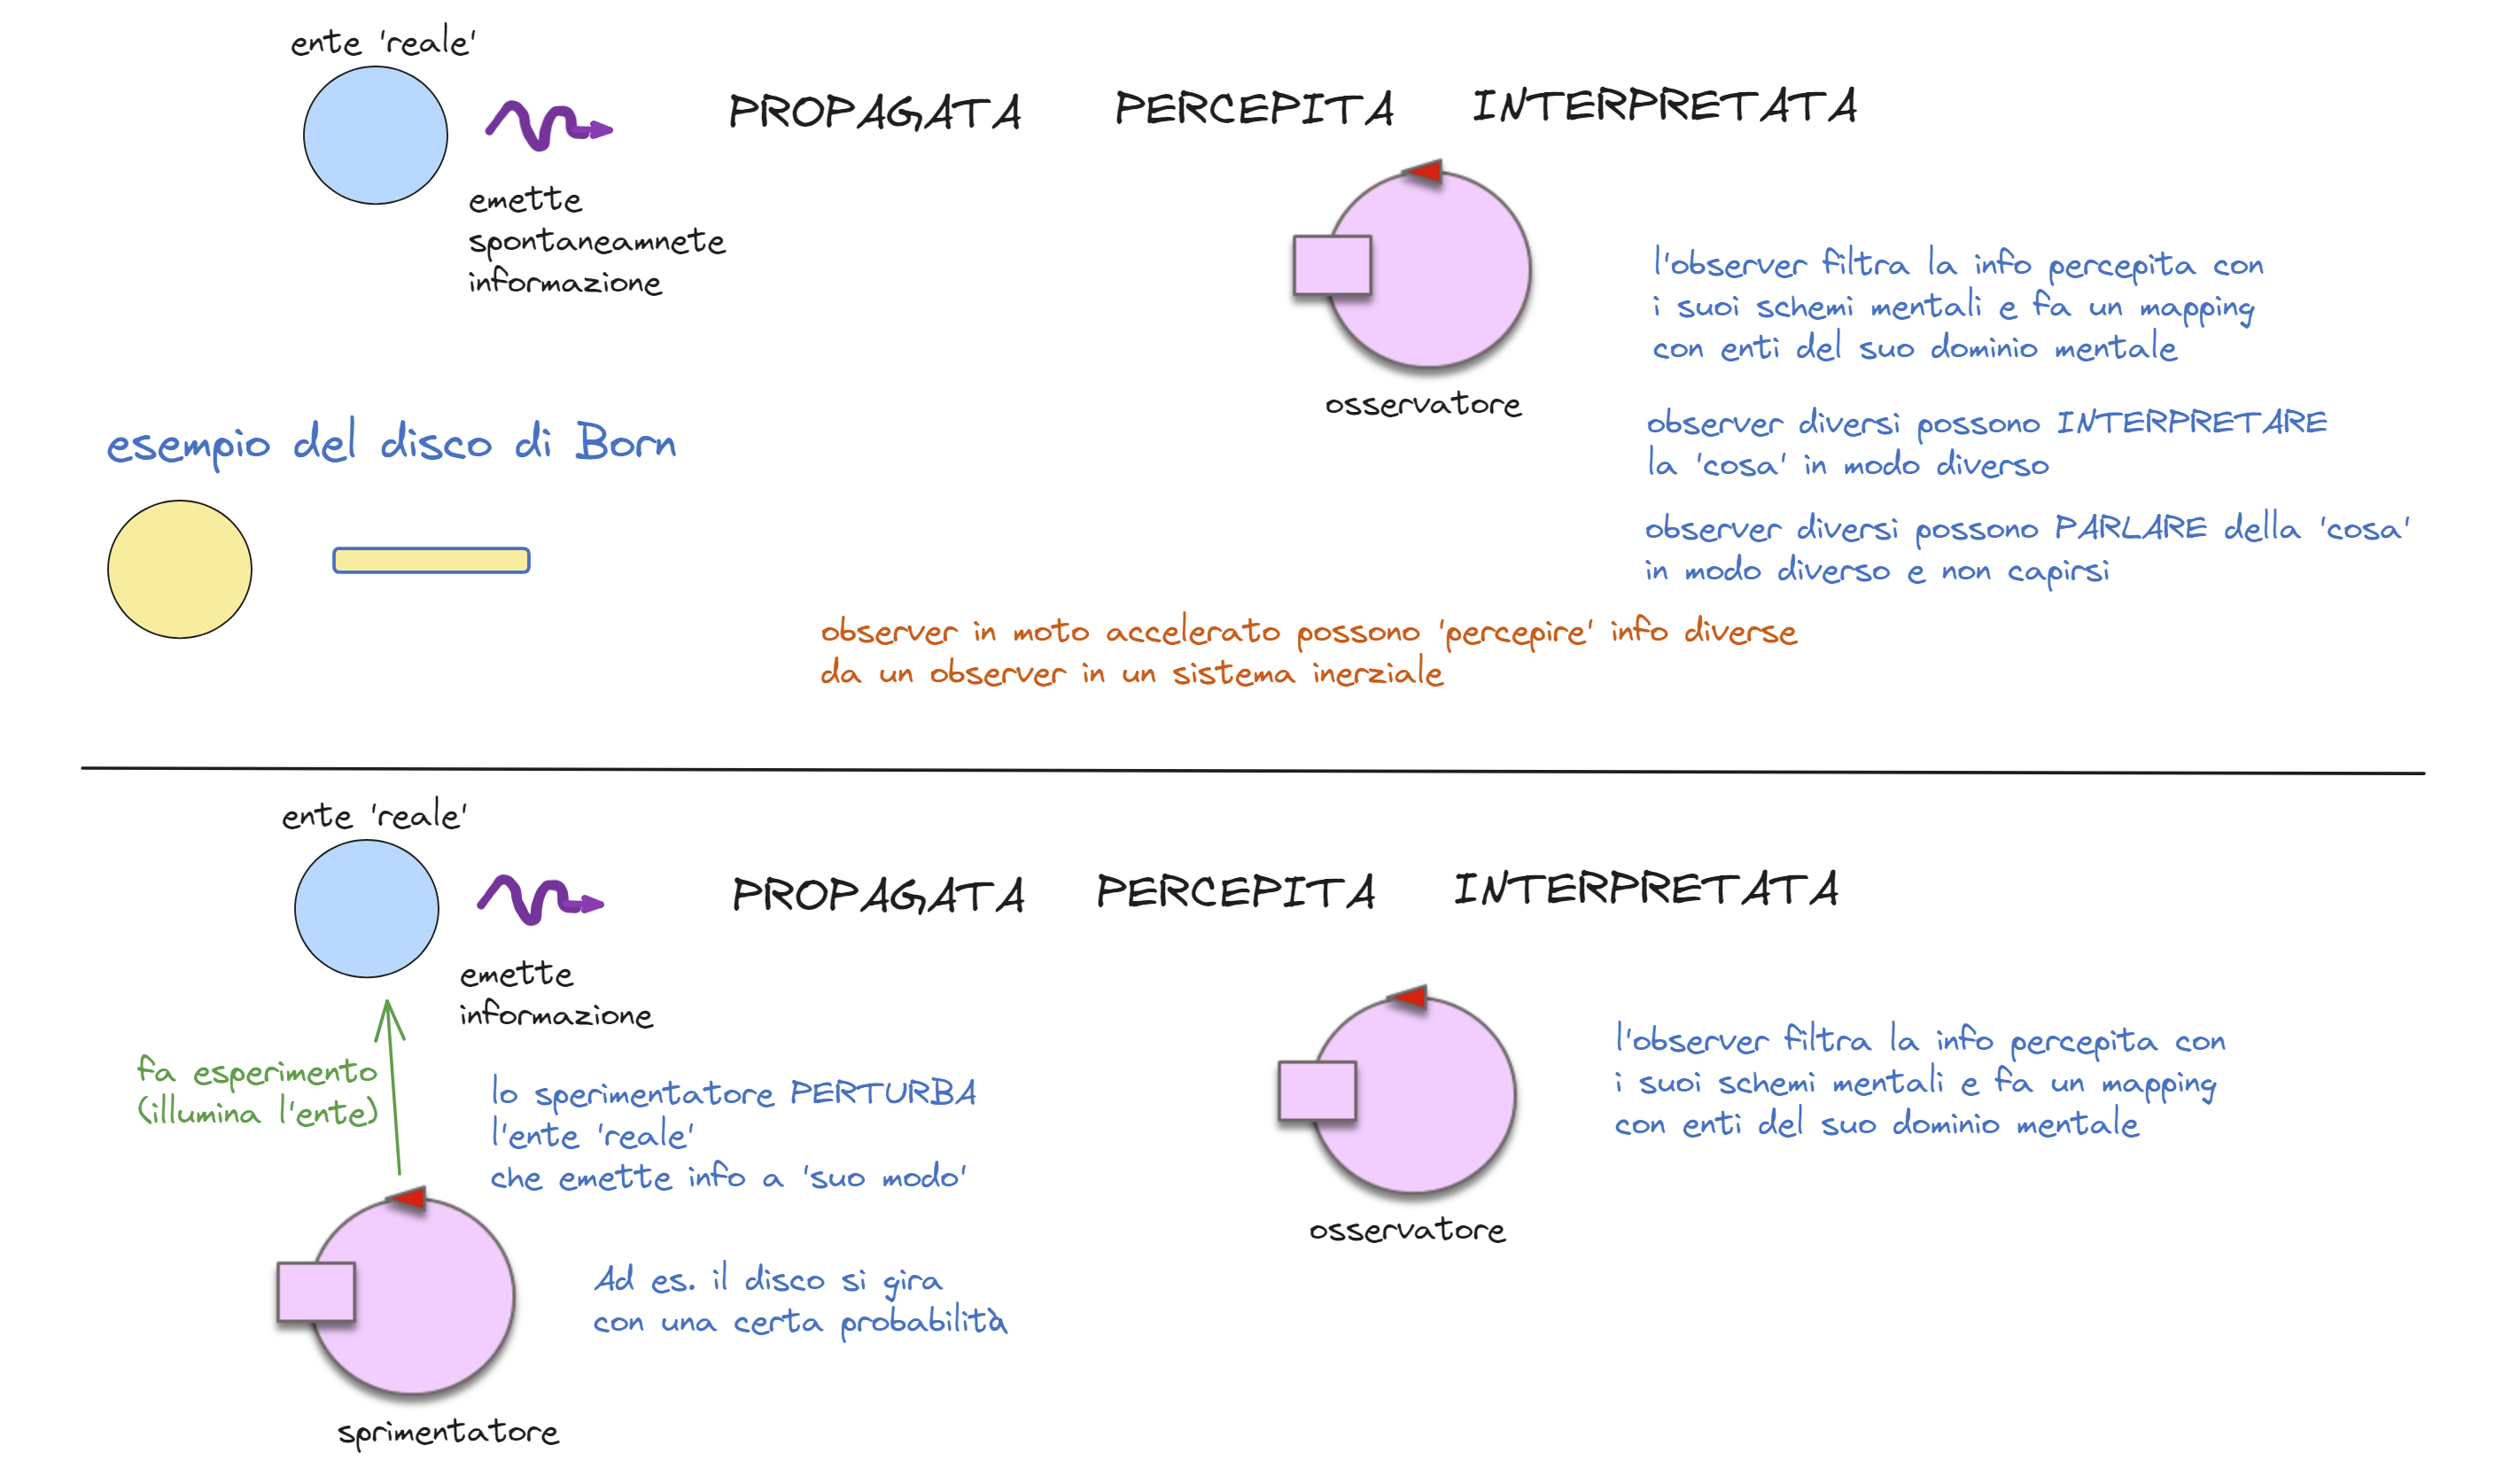 ente 'reale'
PROPAGATA PERCEPITA INTERPRETATA
emette
spontaneamnete
informazione
l'observer filtra la info percepita con
i suoi schemi mentali e fa un mapping
con enti del suo dominio mentale
osservatore
observer diversi possono INTERPRETARE
la 'cosa' in modo diverso
esempio del disco di Born
observer diversi possono PARLARE della 'cosa'
in modo diverso e non capirsi
observer in moto accelerato possono 'percepire' info diverse
da un observer in un sistema inerziale
ente 'reale'
PROPAGATA PERCEPITA INTERPRETATA
emette
informazione
fa esperimento
(illumina l'ente)
lo sperimentatore PERTURBA
l'ente 'reale'
che emette info a 'suo modo'
l'observer filtra la info percepita con
i suoi schemi mentali e fa un mapping
con enti del suo dominio mentale
osservatore
Ad es. il disco si gira
con una certa probabilità
sprimentatore